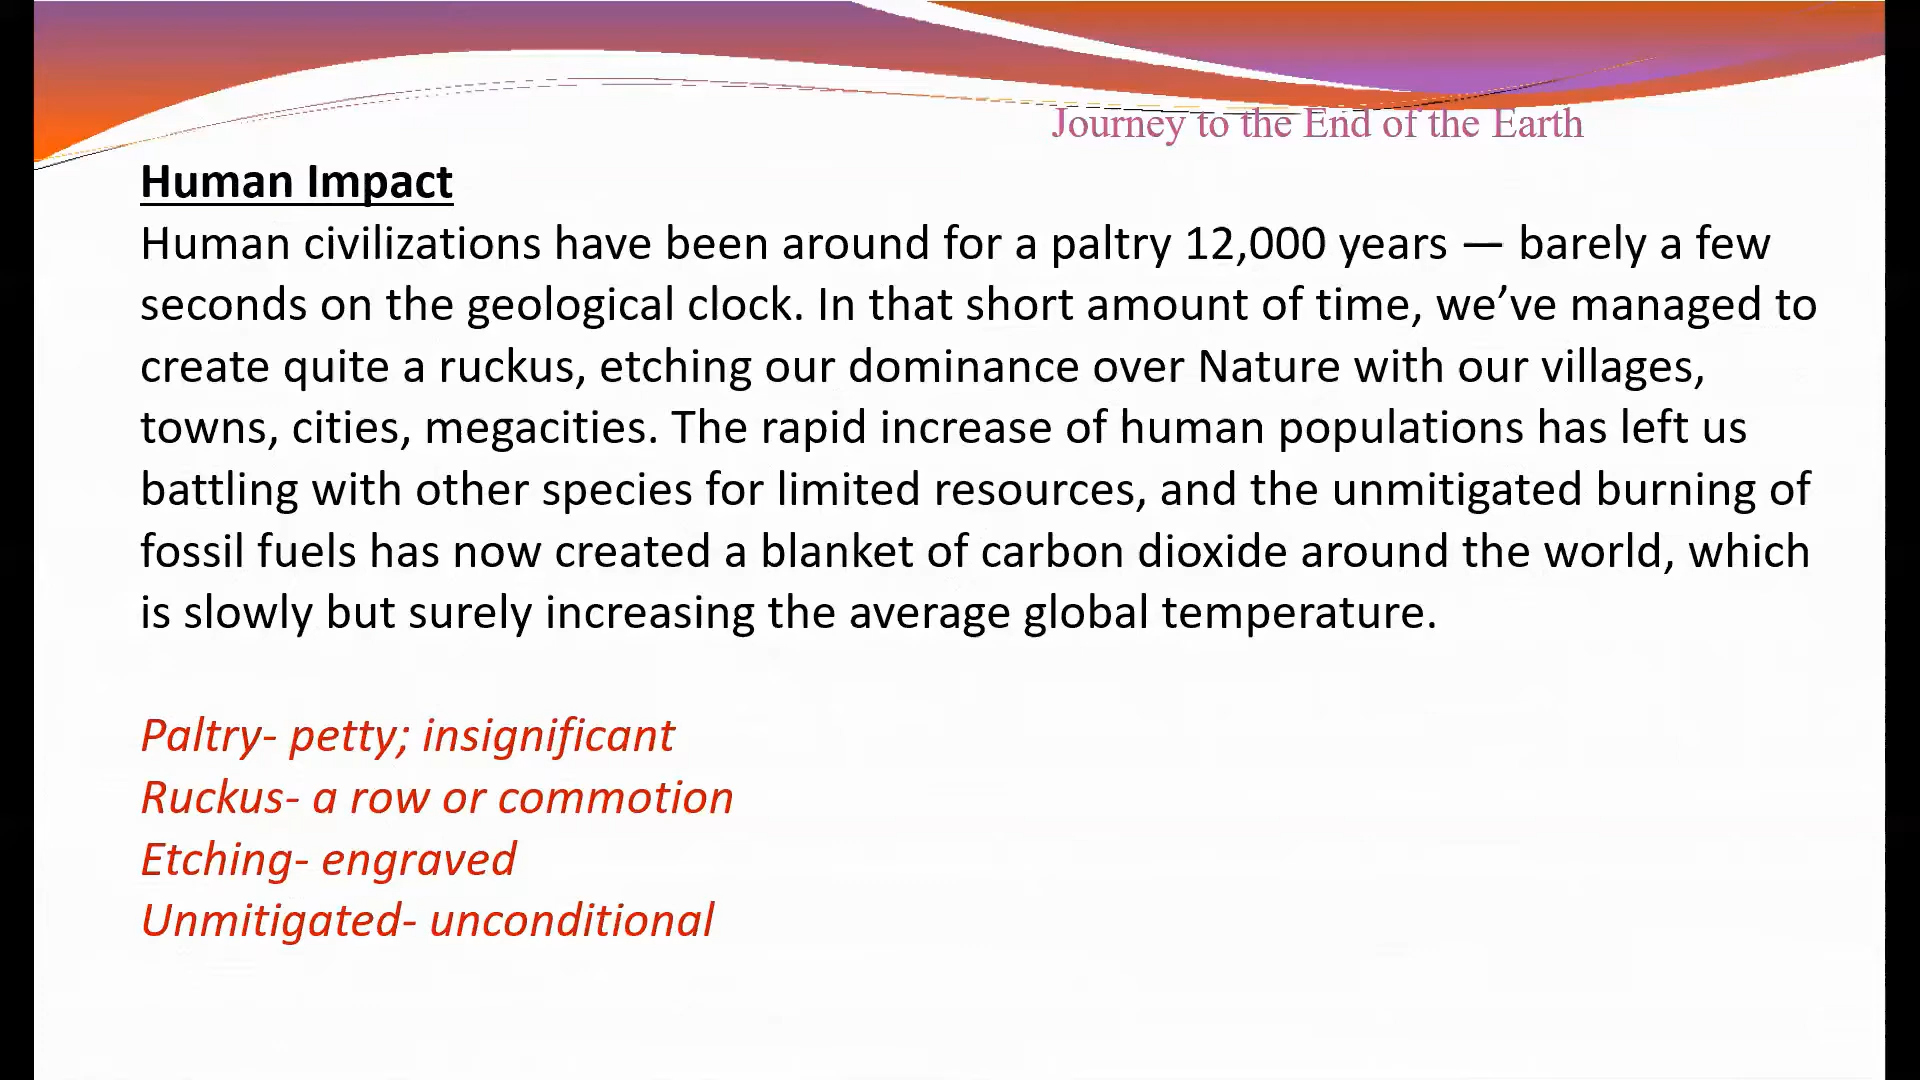 Journey to the End of the Earth
Human Impact
Human civilizations have been around for a paltry 12,000 years — barely a few
seconds on the geological clock. In that short amount of time, we’ve managed to
create quite a ruckus, etching our dominance over Nature with our villages,
towns, cities, megacities. The rapid increase of human populations has left us
battling with other species for limited resources, and the unmitigated burning of
fossil fuels has now created a blanket of carbon dioxide around the world, which
is slowly but surely increasing the average global temperature.
Paltry- petty; insignificant
Ruckus- a row or commotion
Etching- engraved
Unmitigated- unconditional